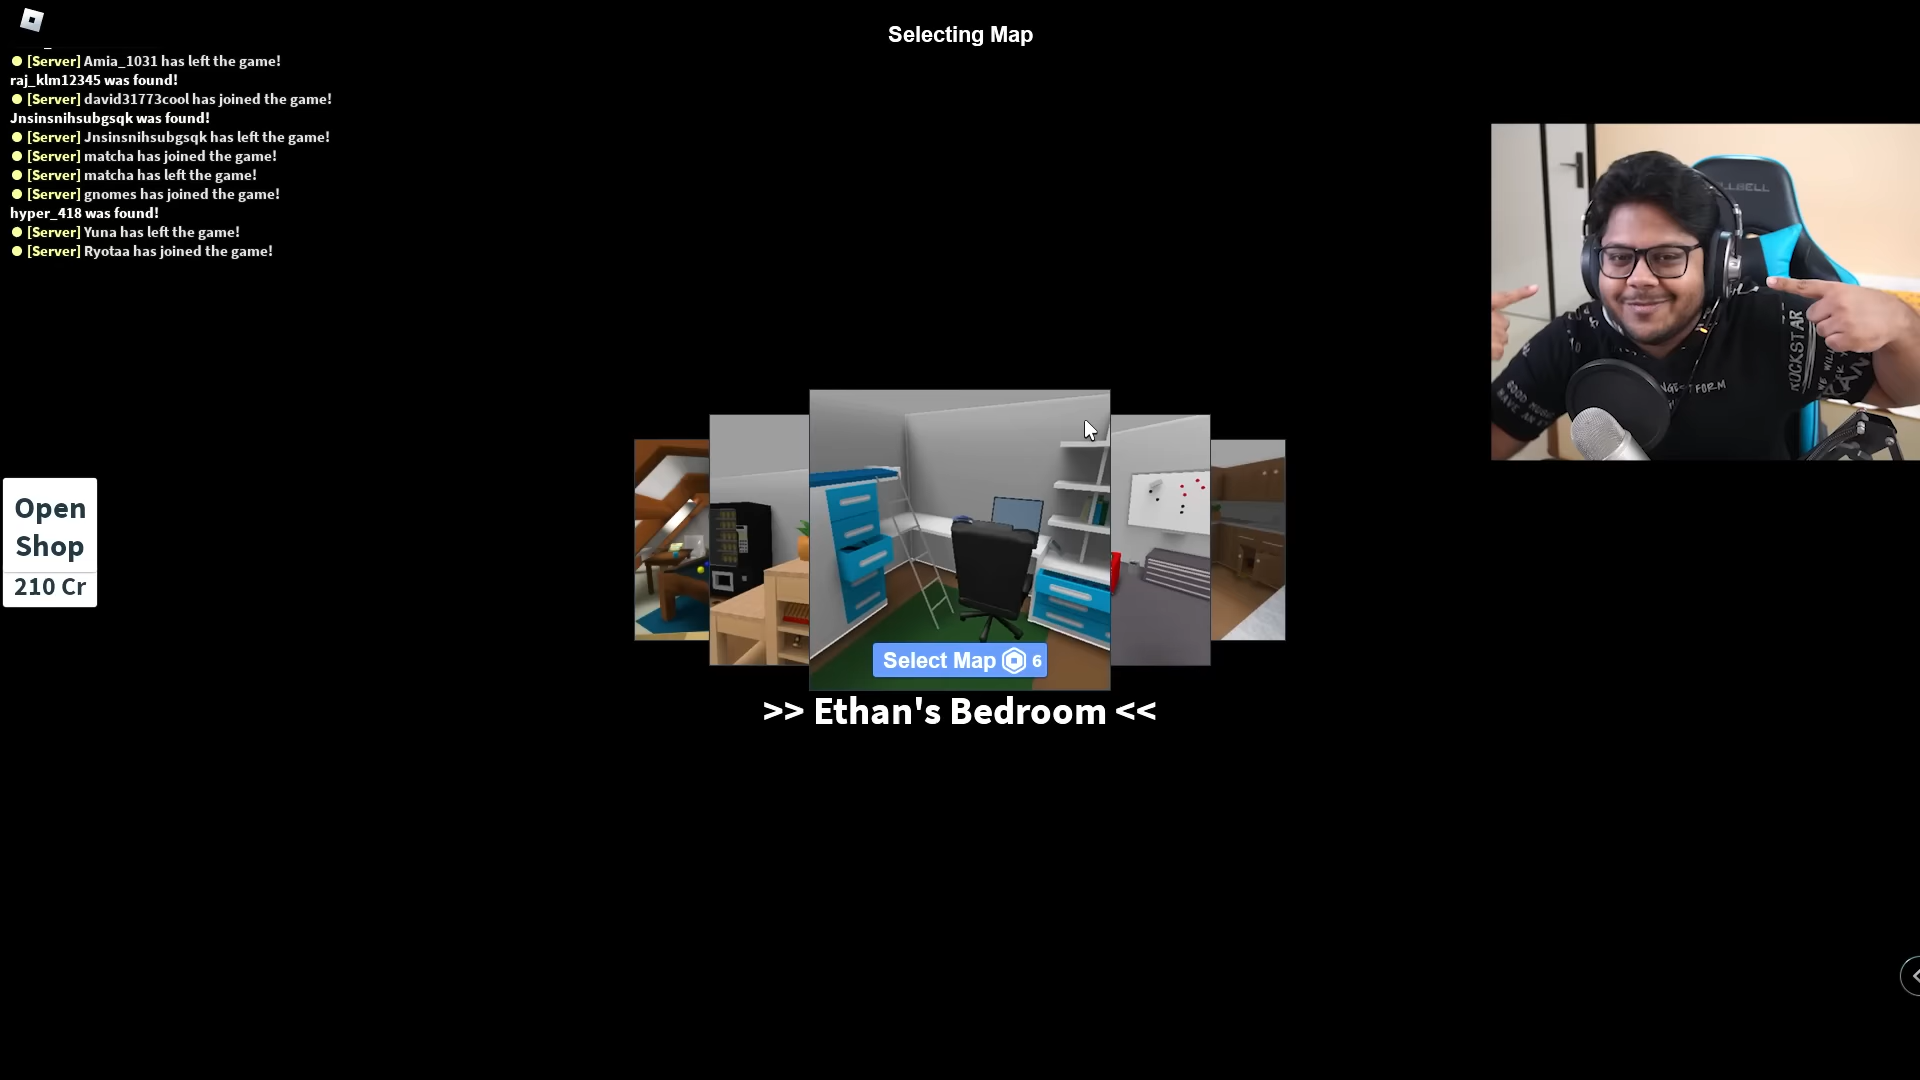 Selecting Map
[Server] Amia_1031 has left the game!
raj_klm12345 was found!
[Server] david31773cool has joined the game!
Jnsinsnihsubgsqk was found!
[Server] Jnsinsnihsubgsqk has left the game!
[Server] matcha has joined the game!
[Server] matcha has left the game!
[Server] gnomes has joined the game!
hyper_418 was found!
[Server] Yuna has left the game!
[Server] Ryotaa has joined the game!
Open
Shop
210 Cr
Select Map 6
>> Ethan's Bedroom <<
ROCKSTAR